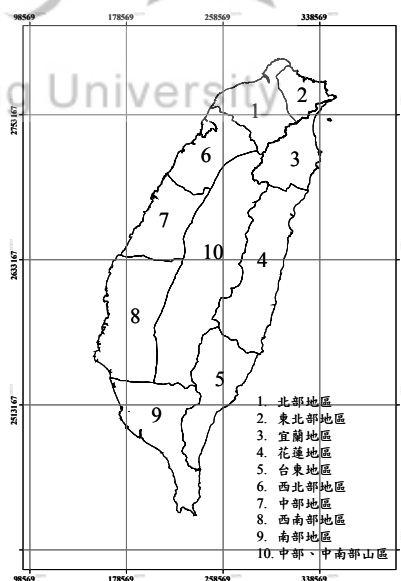 98569 178569 258569 338569
g University
2753167
2633167
2513167
1
2
3
4
5
6
7
8
9
10
1. 北部地區
2. 東北部地區
3. 宜蘭地區
4. 花蓮地區
5. 台東地區
6. 西北部地區
7. 中部地區
8. 西南部地區
9. 南部地區
10. 中部、中南部山區
98569 178569 258569 338569